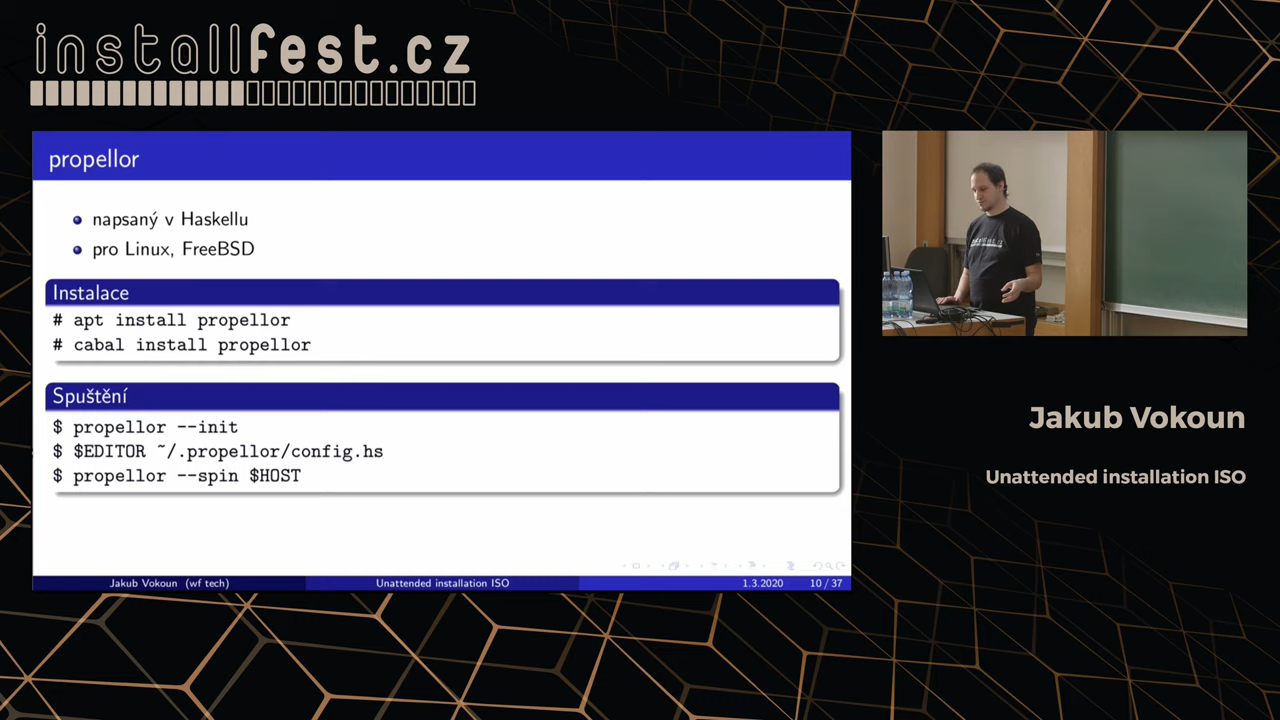 installfest.cz
propellor
napsaný v Haskellu
pro Linux, FreeBSD
Instalace
# apt install propellor
# cabal install propellor
Spuštění
$ propellor --init
$ $EDITOR ~/.propellor/config.hs
$ propellor --spin $HOST
Jakub Vokoun (wf tech) Unattended installation ISO 1.3.2020 10 / 37
Jakub Vokoun
Unattended installation ISO